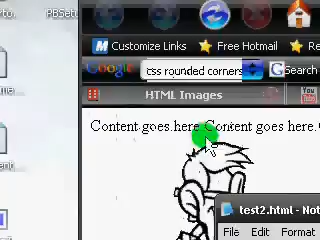 PBSet
Customize Links Free Hotmail
Google css rounded corners Search
HTML Images
Content goes here. Content goes here.
test2.html - Not
File Edit Format